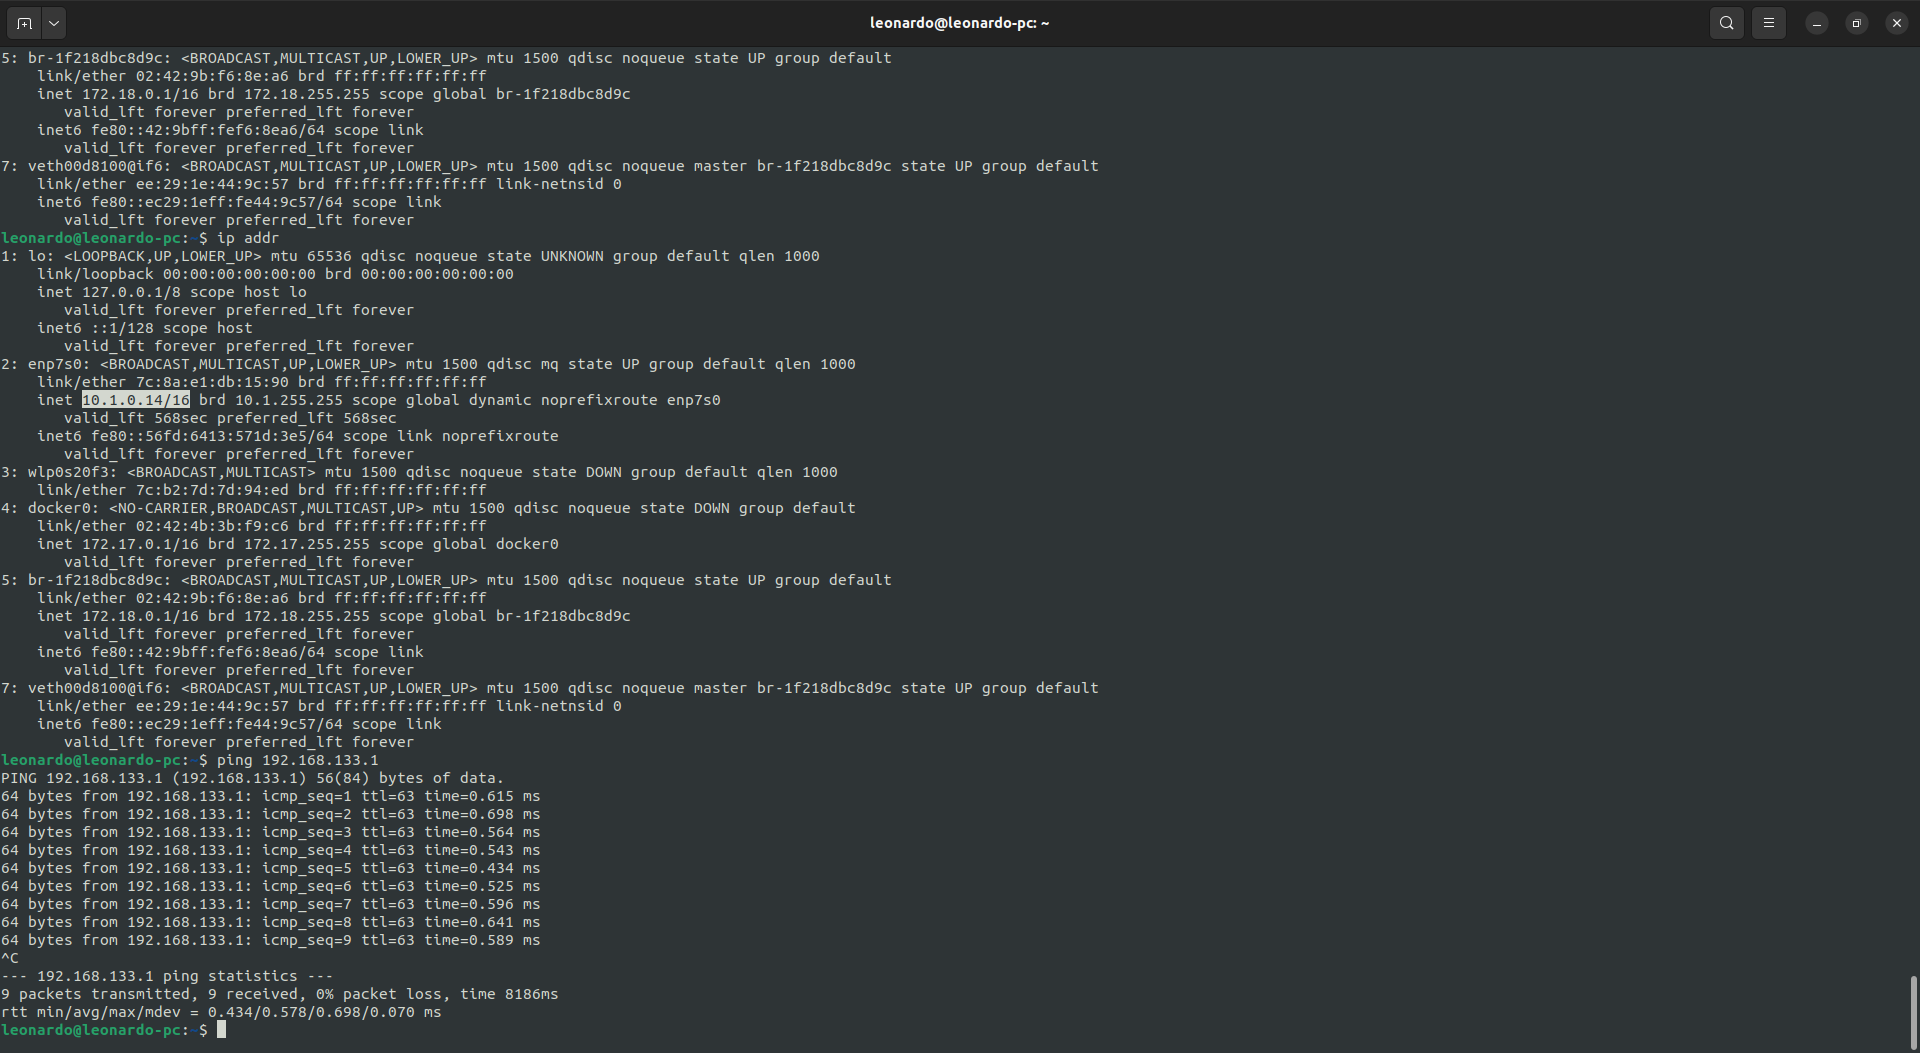 leonardo@leonardo-pc: ~
5: br-1f218dbc8d9c: <BROADCAST,MULTICAST,UP,LOWER_UP> mtu 1500 qdisc noqueue state UP group default
    link/ether 02:42:9b:f6:8e:a6 brd ff:ff:ff:ff:ff:ff
    inet 172.18.0.1/16 brd 172.18.255.255 scope global br-1f218dbc8d9c
       valid_lft forever preferred_lft forever
    inet6 fe80::42:9bff:fef6:8ea6/64 scope link
       valid_lft forever preferred_lft forever
7: veth00d8100@if6: <BROADCAST,MULTICAST,UP,LOWER_UP> mtu 1500 qdisc noqueue master br-1f218dbc8d9c state UP group default
    link/ether ee:29:1e:44:9c:57 brd ff:ff:ff:ff:ff:ff link-netnsid 0
    inet6 fe80::ec29:1eff:fe44:9c57/64 scope link
       valid_lft forever preferred_lft forever
leonardo@leonardo-pc:~$ ip addr
1: lo: <LOOPBACK,UP,LOWER_UP> mtu 65536 qdisc noqueue state UNKNOWN group default qlen 1000
    link/loopback 00:00:00:00:00:00 brd 00:00:00:00:00:00
    inet 127.0.0.1/8 scope host lo
       valid_lft forever preferred_lft forever
    inet6 ::1/128 scope host
       valid_lft forever preferred_lft forever
2: enp7s0: <BROADCAST,MULTICAST,UP,LOWER_UP> mtu 1500 qdisc mq state UP group default qlen 1000
    link/ether 7c:8a:e1:db:15:90 brd ff:ff:ff:ff:ff:ff
    inet 10.1.0.14/16 brd 10.1.255.255 scope global dynamic noprefixroute enp7s0
       valid_lft 568sec preferred_lft 568sec
    inet6 fe80::56fd:6413:571d:3e5/64 scope link noprefixroute
       valid_lft forever preferred_lft forever
3: wlp0s20f3: <BROADCAST,MULTICAST> mtu 1500 qdisc noqueue state DOWN group default qlen 1000
    link/ether 7c:b2:7d:7d:94:ed brd ff:ff:ff:ff:ff:ff
4: docker0: <NO-CARRIER,BROADCAST,MULTICAST,UP> mtu 1500 qdisc noqueue state DOWN group default
    link/ether 02:42:4b:3b:f9:c6 brd ff:ff:ff:ff:ff:ff
    inet 172.17.0.1/16 brd 172.17.255.255 scope global docker0
       valid_lft forever preferred_lft forever
5: br-1f218dbc8d9c: <BROADCAST,MULTICAST,UP,LOWER_UP> mtu 1500 qdisc noqueue state UP group default
    link/ether 02:42:9b:f6:8e:a6 brd ff:ff:ff:ff:ff:ff
    inet 172.18.0.1/16 brd 172.18.255.255 scope global br-1f218dbc8d9c
       valid_lft forever preferred_lft forever
    inet6 fe80::42:9bff:fef6:8ea6/64 scope link
       valid_lft forever preferred_lft forever
7: veth00d8100@if6: <BROADCAST,MULTICAST,UP,LOWER_UP> mtu 1500 qdisc noqueue master br-1f218dbc8d9c state UP group default
    link/ether ee:29:1e:44:9c:57 brd ff:ff:ff:ff:ff:ff link-netnsid 0
    inet6 fe80::ec29:1eff:fe44:9c57/64 scope link
       valid_lft forever preferred_lft forever
leonardo@leonardo-pc:~$ ping 192.168.133.1
PING 192.168.133.1 (192.168.133.1) 56(84) bytes of data.
64 bytes from 192.168.133.1: icmp_seq=1 ttl=63 time=0.615 ms
64 bytes from 192.168.133.1: icmp_seq=2 ttl=63 time=0.698 ms
64 bytes from 192.168.133.1: icmp_seq=3 ttl=63 time=0.564 ms
64 bytes from 192.168.133.1: icmp_seq=4 ttl=63 time=0.543 ms
64 bytes from 192.168.133.1: icmp_seq=5 ttl=63 time=0.434 ms
64 bytes from 192.168.133.1: icmp_seq=6 ttl=63 time=0.525 ms
64 bytes from 192.168.133.1: icmp_seq=7 ttl=63 time=0.596 ms
64 bytes from 192.168.133.1: icmp_seq=8 ttl=63 time=0.641 ms
64 bytes from 192.168.133.1: icmp_seq=9 ttl=63 time=0.589 ms
^C
--- 192.168.133.1 ping statistics ---
9 packets transmitted, 9 received, 0% packet loss, time 8186ms
rtt min/avg/max/mdev = 0.434/0.578/0.698/0.070 ms
leonardo@leonardo-pc:~$